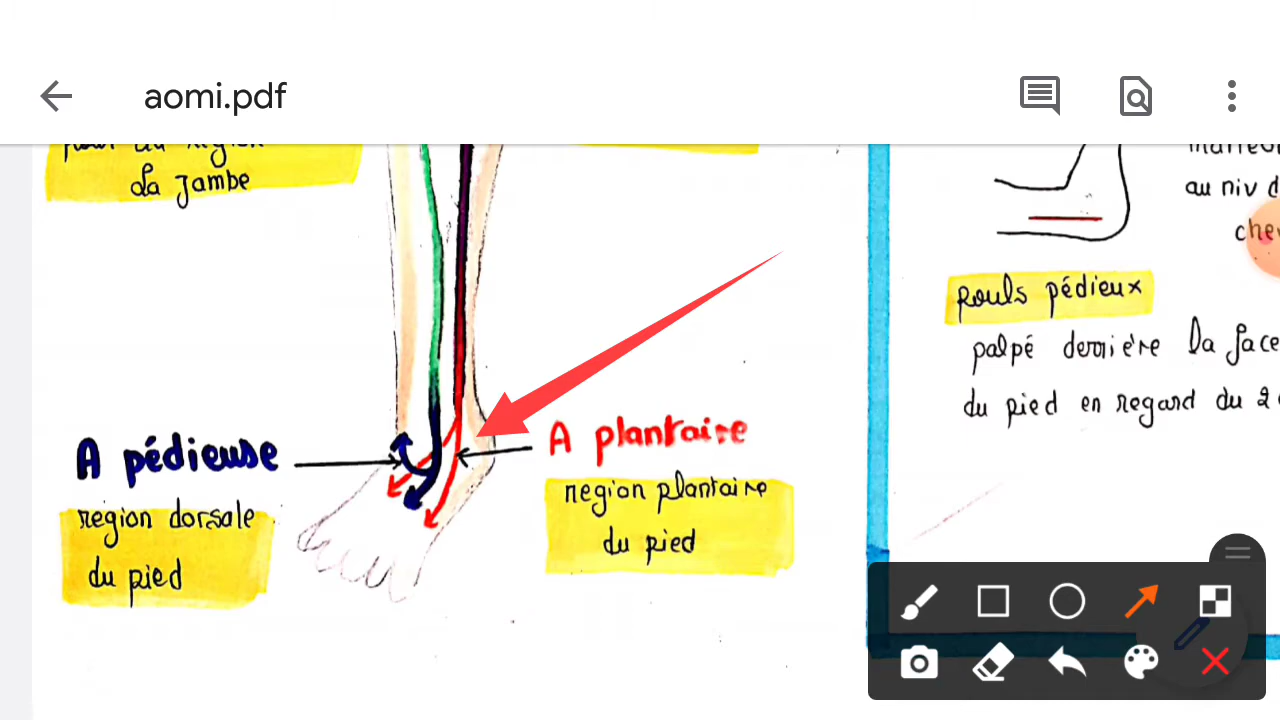 aomi.pdf
La Jambe
A pédieuse
region dorsale
du pied
A plantaire
region plantaire
du pied
au niv d
che
Pouls pédieux
palpé derrière la face
du pied en regard du 2